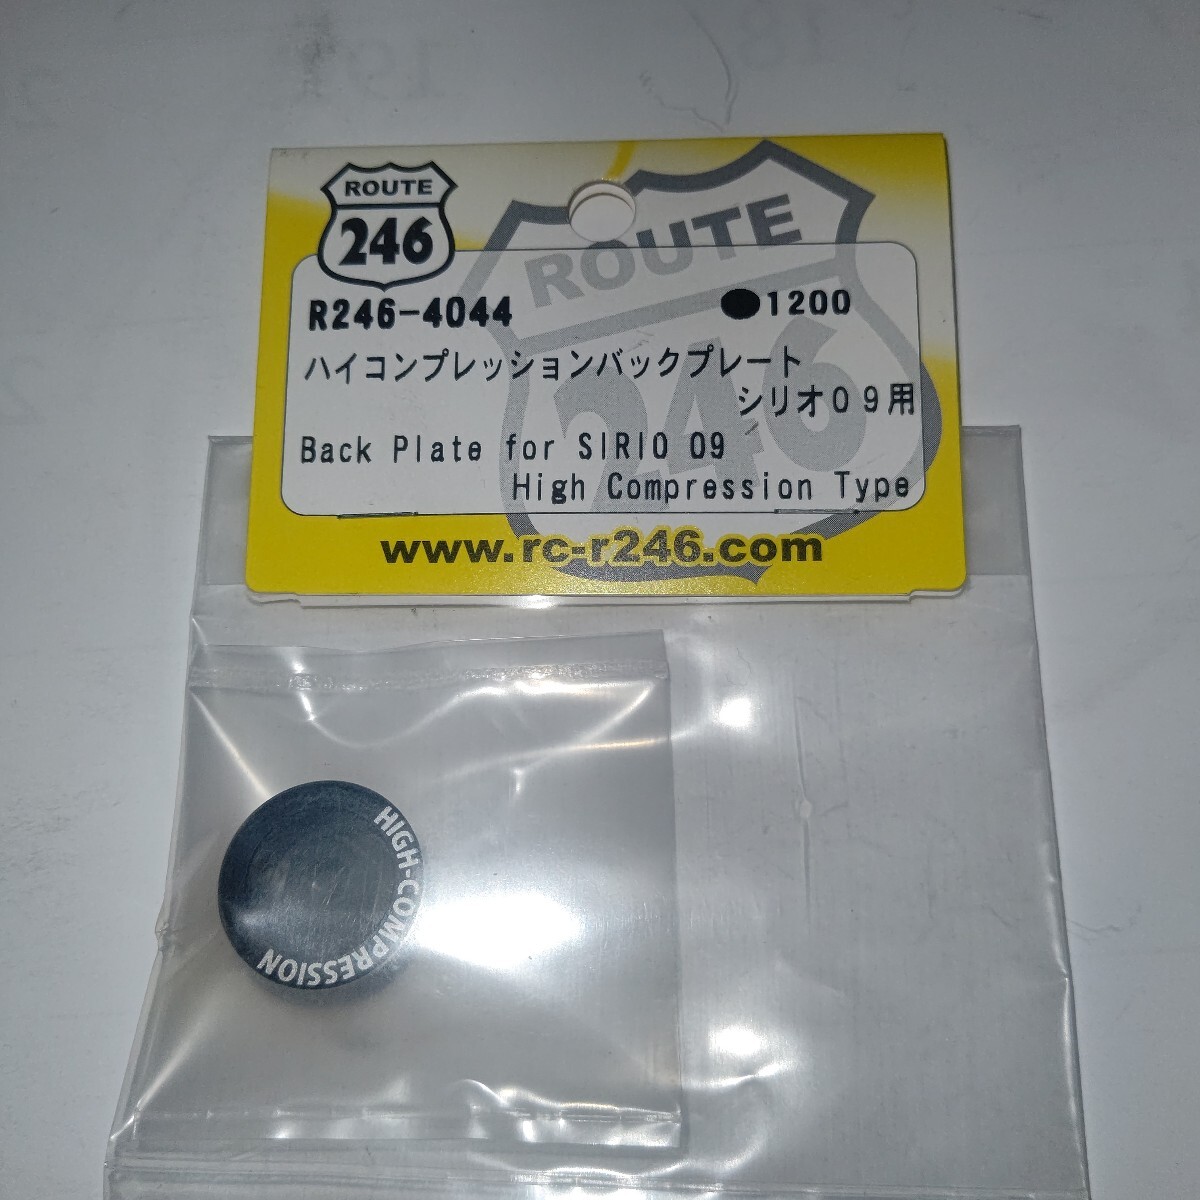 ROUTE
246
ROUTE
246
R246-4044 ●1200
ハイコンプレッションバックプレート
シリオ09用
Back Plate for SIRIO 09
High Compression Type
www.rc-r246.com
HIGH-COMPRESSION